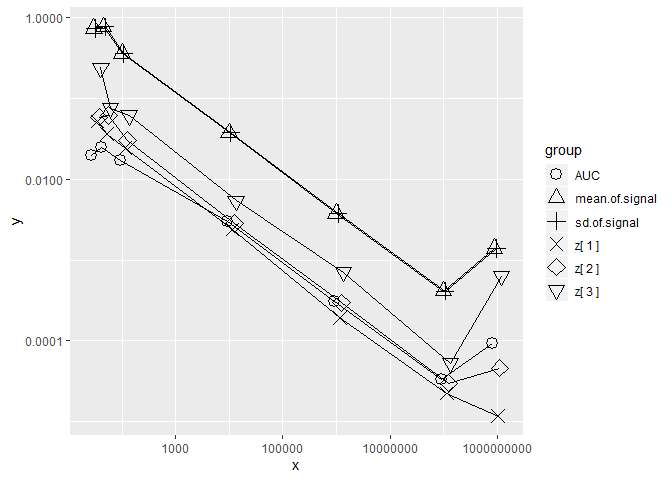 1.0000
0.0100
0.0001
y
1000
100000
10000000
1000000000
x
group
AUC
mean.of.signal
sd.of.signal
z[ 1 ]
z[ 2 ]
z[ 3 ]